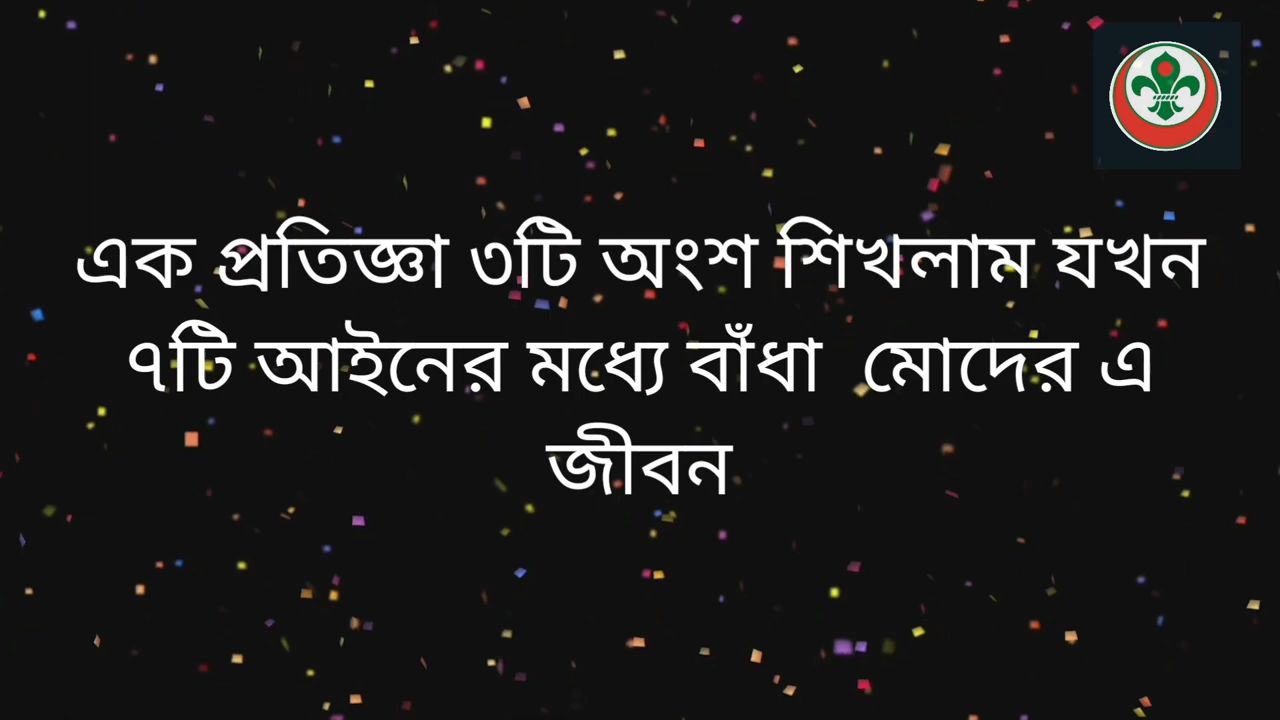 এক প্রতিজ্ঞা ৩টি অংশ শিখলাম যখন
৭টি আইনের মধ্যে বাঁধা মোদের এ
জীবন